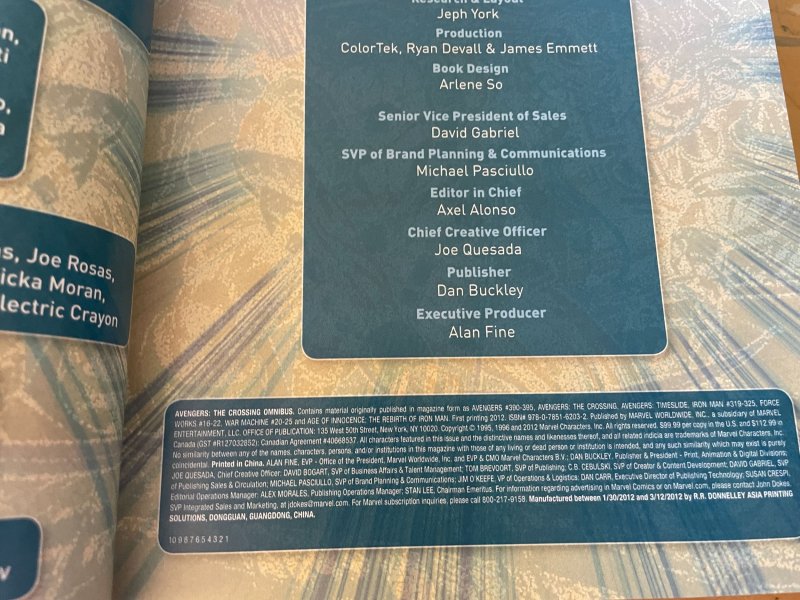 Research & Layout
Jeph York
Production
ColorTek, Ryan Devall & James Emmett
Book Design
Arlene So
Senior Vice President of Sales
David Gabriel
SVP of Brand Planning & Communications
Michael Pasciullo
Editor in Chief
Axel Alonso
Chief Creative Officer
Joe Quesada
Publisher
Dan Buckley
Executive Producer
Alan Fine
Joe Rosas,
icka Moran,
lectric Crayon
AVENGERS: THE CROSSING OMNIBUS. Contains material originally published in magazine form as AVENGERS #390-395, AVENGERS: THE CROSSING, AVENGERS: TIMESLIDE, IRON MAN #319-325, FORCE
WORKS #16-22, WAR MACHINE #20-25 and AGE OF INNOCENCE: THE REBIRTH OF IRON MAN. First printing 2012. ISBN# 978-0-7851-6203-2. Published by MARVEL WORLDWIDE, INC., a subsidiary of MARVEL
ENTERTAINMENT, LLC. OFFICE OF PUBLICATION: 135 West 50th Street, New York, NY 10020. Copyright © 1995, 1996 and 2012 Marvel Characters, Inc. All rights reserved. $99.99 per copy in the U.S. and $112.99 in
Canada (GST #R127032852); Canadian Agreement #40668537. All characters featured in this issue and the distinctive names and likenesses thereof, and all related indicia are trademarks of Marvel Characters, Inc.
No similarity between any of the names, characters, persons, and/or institutions in this magazine with those of any living or dead person or institution is intended, and any such similarity which may exist is purely
coincidental. Printed in China. ALAN FINE, EVP - Office of the President, Marvel Worldwide, Inc. and EVP & CMO Marvel Characters B.V.; DAN BUCKLEY, Publisher & President - Print, Animation & Digital Divisions;
JOE QUESADA, Chief Creative Officer; DAVID BOGART, SVP of Business Affairs & Talent Management; TOM BREVOORT, SVP of Publishing; C.B. CEBULSKI, SVP of Creator & Content Development; DAVID GABRIEL, SVP
of Publishing Sales & Circulation; MICHAEL PASCIULLO, SVP of Brand Planning & Communications; JIM O'KEEFE, VP of Operations & Logistics; DAN CARR, Executive Director of Publishing Technology; SUSAN CRESPI,
Editorial Operations Manager; ALEX MORALES, Publishing Operations Manager; STAN LEE, Chairman Emeritus. For information regarding advertising in Marvel Comics or on Marvel.com, please contact John Dokes,
SVP Integrated Sales and Marketing, at jdokes@marvel.com. For Marvel subscription inquiries, please call 800-217-9158. Manufactured between 1/30/2012 and 3/12/2012 by R.R. DONNELLEY ASIA PRINTING
SOLUTIONS, DONGGUAN, GUANGDONG, CHINA.
10 9 8 7 6 5 4 3 2 1